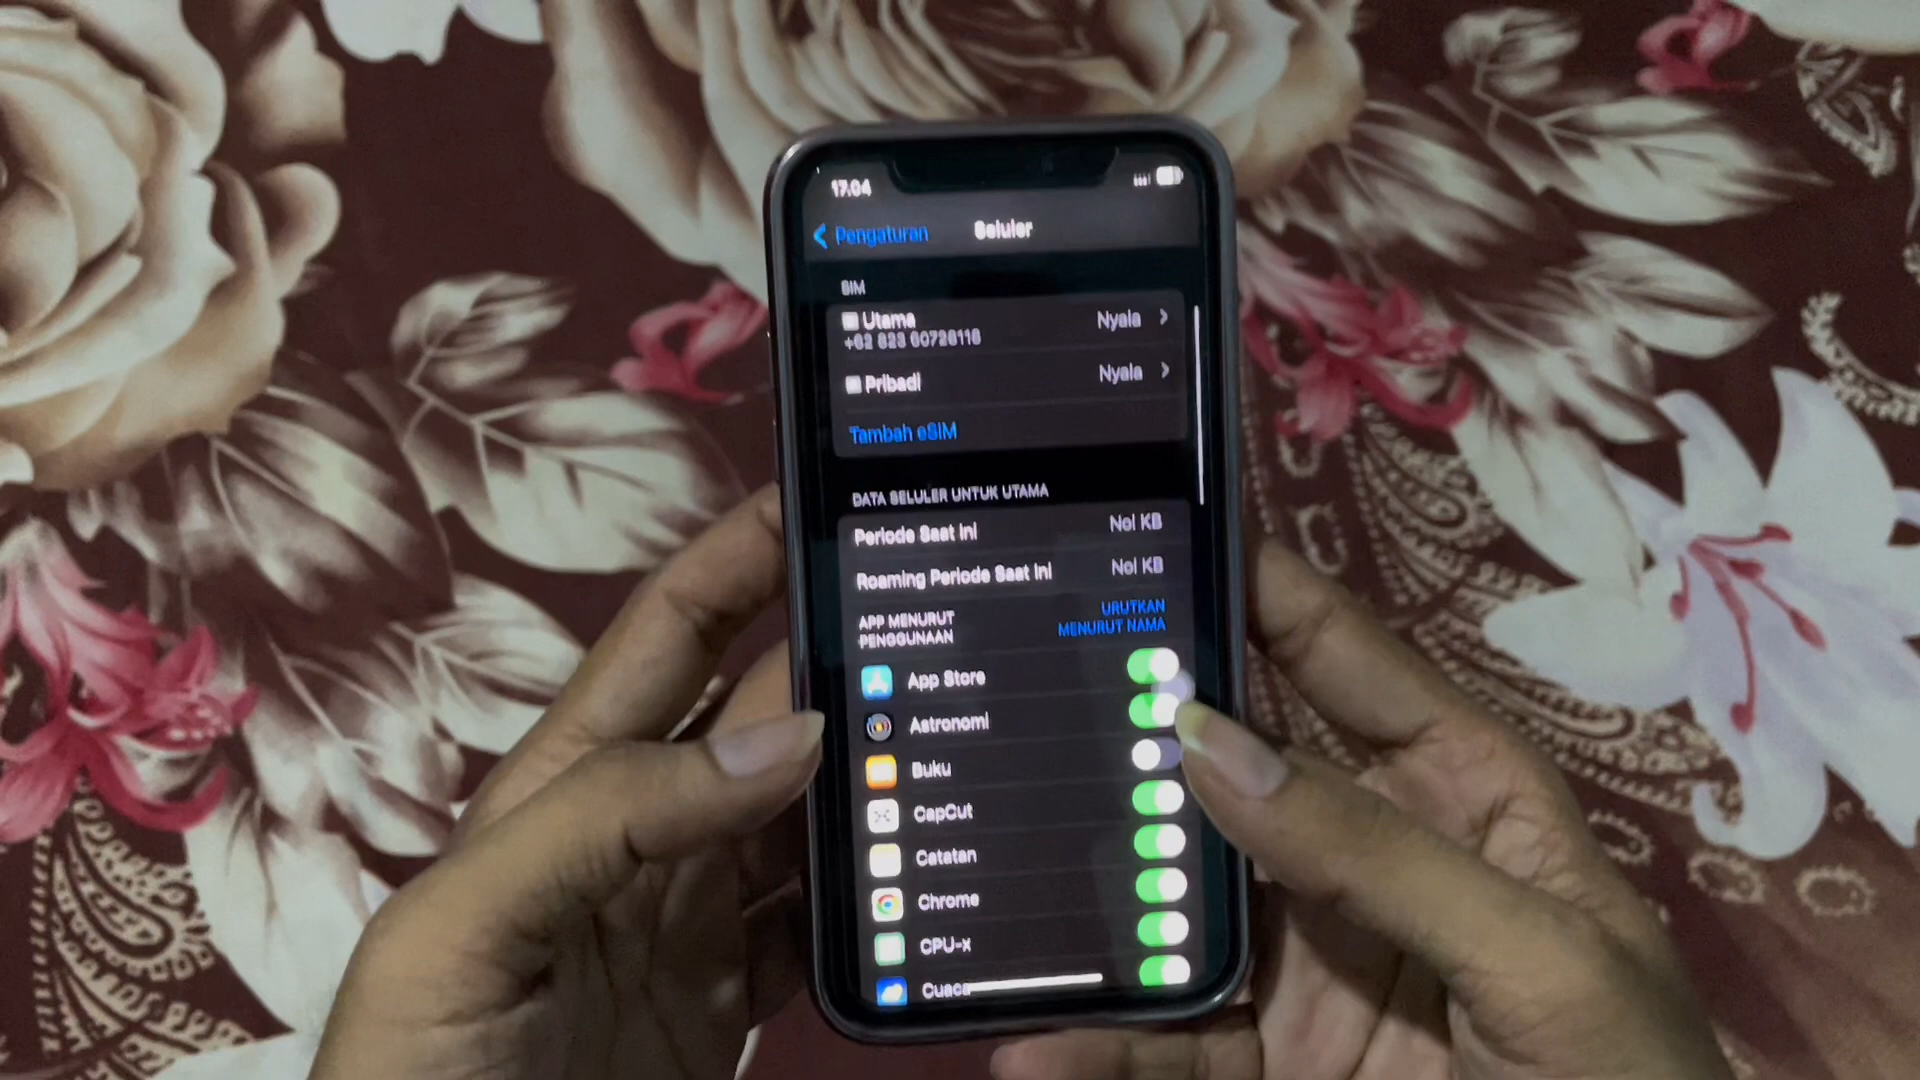 17.04
Pengaturan
Seluler
SIM
Utama
Nyala
+62 823 60726116
Pribadi
Nyala
Tambah eSIM
DATA SELULER UNTUK UTAMA
Periode Saat Ini
Nol KB
Roaming Periode Saat Ini
Nol KB
APP MENURUT
PENGGUNAAN
URUTKAN
MENURUT NAMA
App Store
Astronomi
Buku
CapCut
Catatan
Chrome
CPU-x
Cuaca